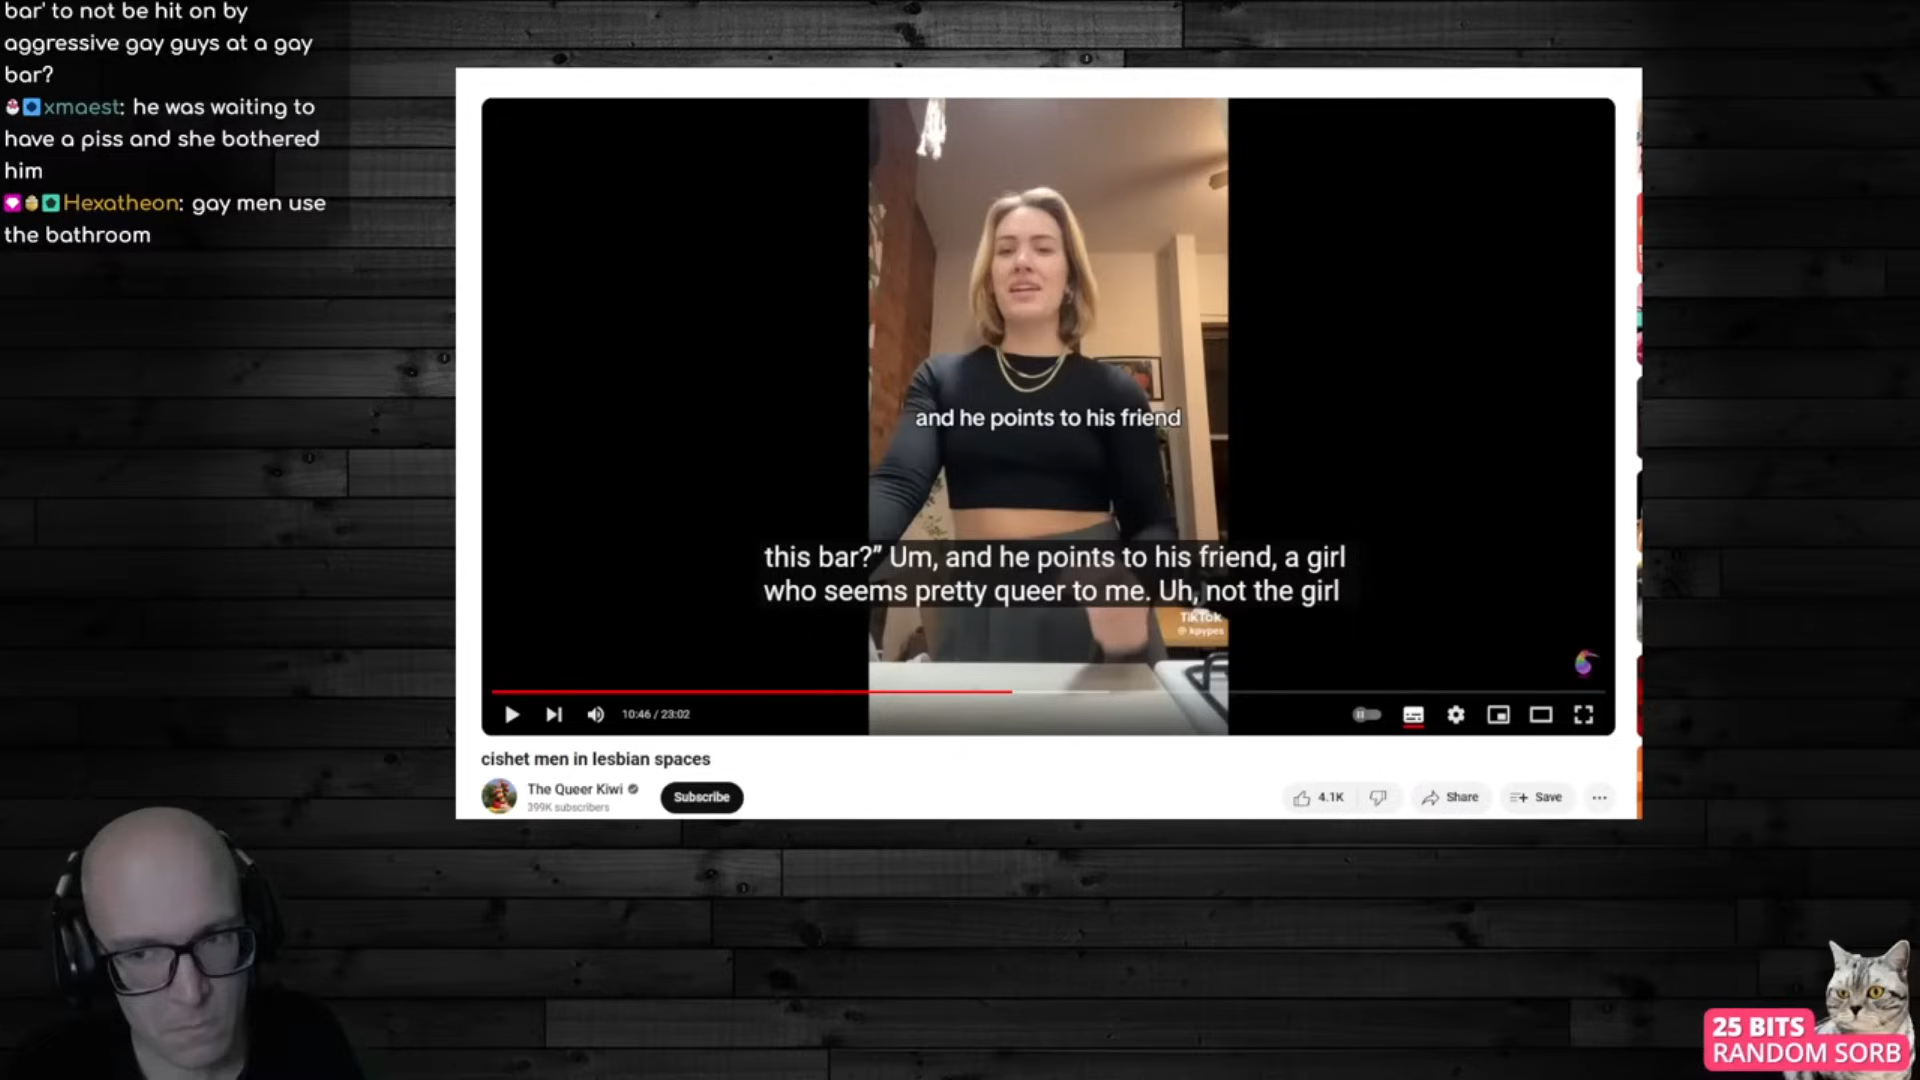 bar' to not be hit on by
aggressive gay guys at a gay
bar?
xmaest: he was waiting to
have a piss and she bothered
him
Hexatheon: gay men use
the bathroom
and he points to his friend
this bar?” Um, and he points to his friend, a girl
who seems pretty queer to me. Uh, not the girl
TikTok
@kpypes
10:46 / 23:02
cishet men in lesbian spaces
The Queer Kiwi
399K subscribers
Subscribe
4.1K
Share
Save
25 BITS
RANDOM SORB